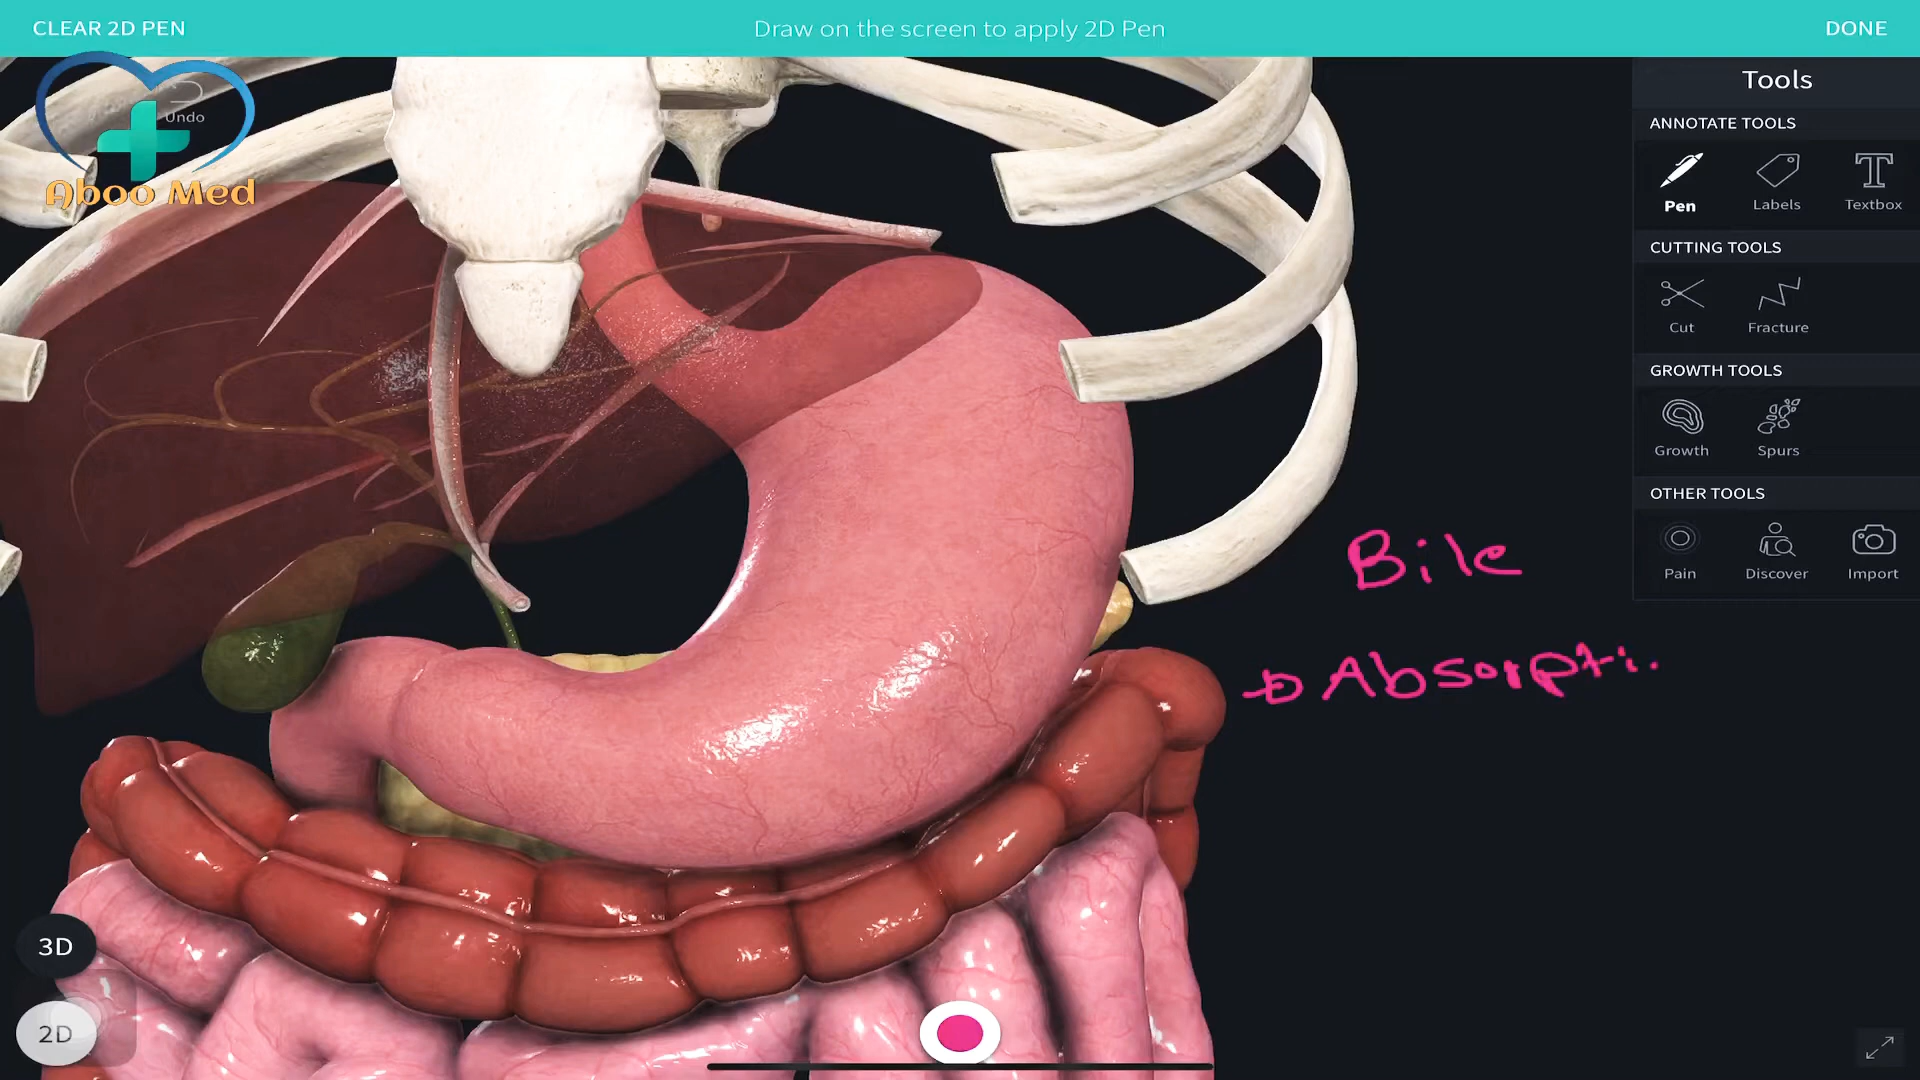 CLEAR 2D PEN
Draw on the screen to apply 2D Pen
DONE
Undo
Aboo Med
Tools
ANNOTATE TOOLS
Pen Labels Textbox
CUTTING TOOLS
Cut Fracture
GROWTH TOOLS
Growth Spurs
OTHER TOOLS
Pain Discover Import
Bile
Absorpti.
3D
2D